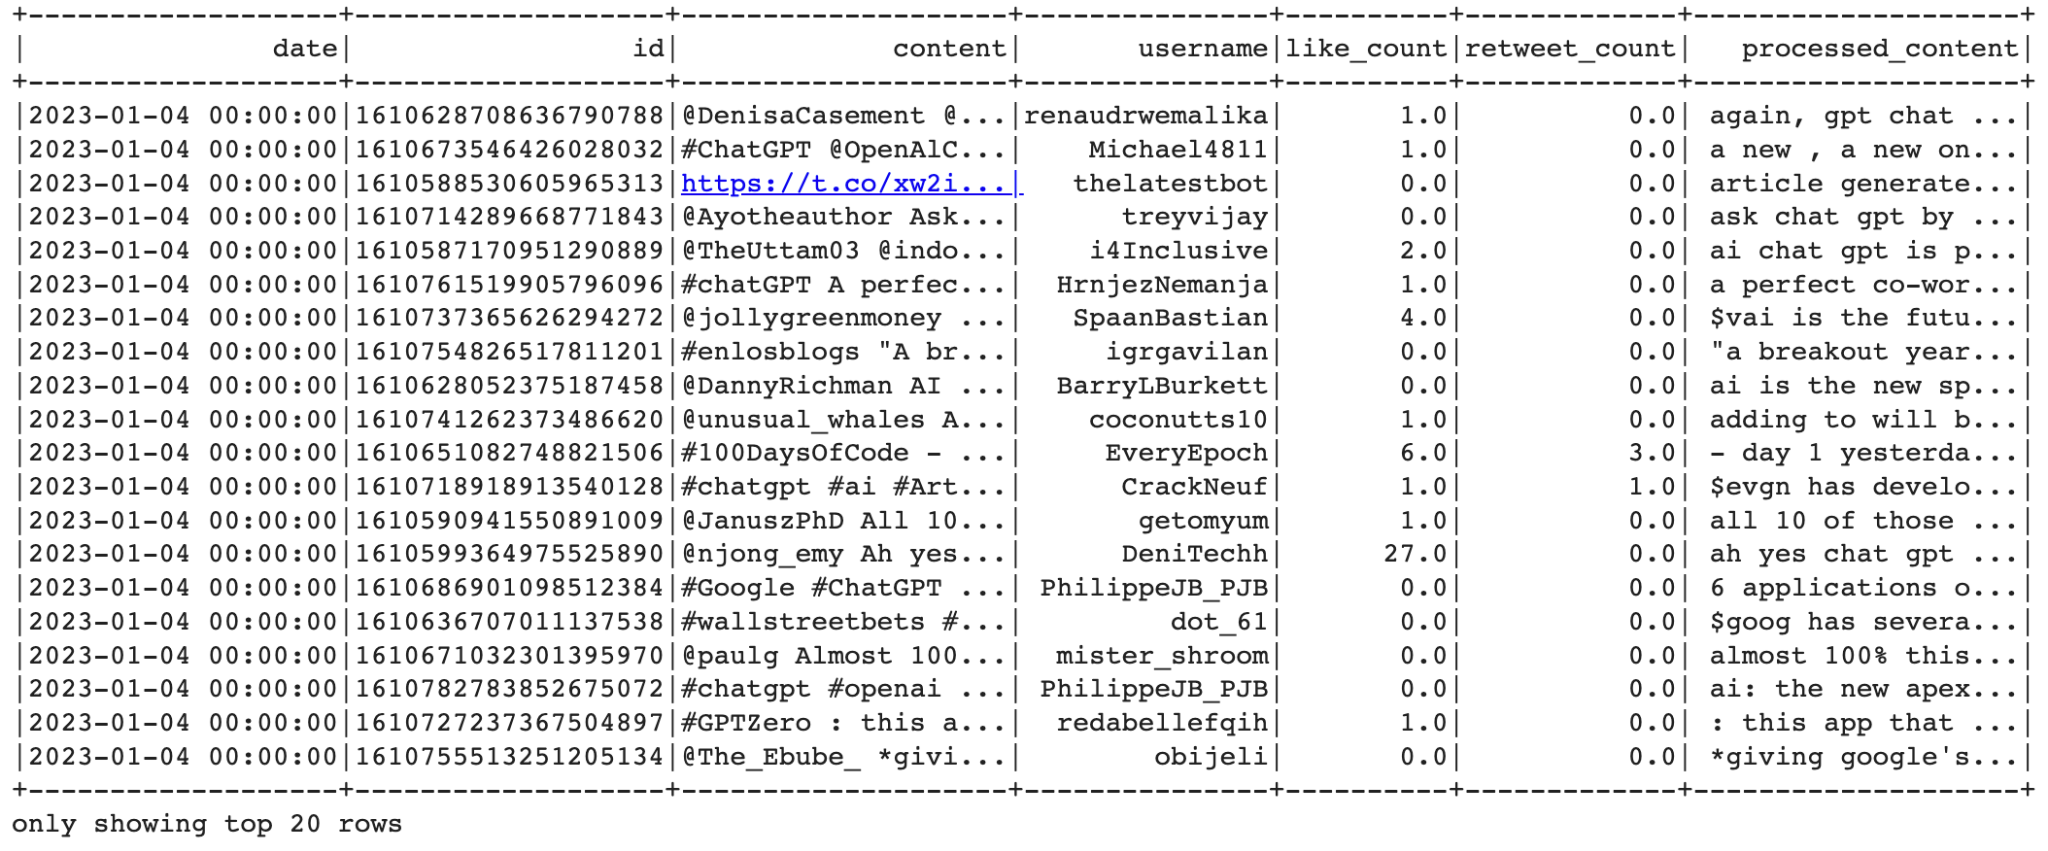 +-------------------+-------------------+--------------------+---------------+----------+-------------+--------------------+
|               date|                 id|             content|       username|like_count|retweet_count|   processed_content|
+-------------------+-------------------+--------------------+---------------+----------+-------------+--------------------+
|2023-01-04 00:00:00|1610628708636790788|@DenisaCasement @...|renaudrwemalika|       1.0|          0.0| again, gpt chat ...|
|2023-01-04 00:00:00|1610673546426028032|#ChatGPT @OpenAlC...|    Michael4811|       1.0|          0.0| a new , a new on...|
|2023-01-04 00:00:00|1610588530605965313|https://t.co/xw2i...|   thelatestbot|       0.0|          0.0| article generate...|
|2023-01-04 00:00:00|1610714289668771843|@Ayotheauthor Ask...|      treyvijay|       0.0|          0.0| ask chat gpt by ...|
|2023-01-04 00:00:00|1610587170951290889|@TheUttam03 @indo...|    i4Inclusive|       2.0|          0.0| ai chat gpt is p...|
|2023-01-04 00:00:00|1610761519905796096|#chatGPT A perfec...|  HrnjezNemanja|       1.0|          0.0| a perfect co-wor...|
|2023-01-04 00:00:00|1610737365626294272|@jollygreenmoney ...|   SpaanBastian|       4.0|          0.0| $vai is the futu...|
|2023-01-04 00:00:00|1610754826517811201|#enlosblogs "A br...|     igrgavilan|       0.0|          0.0| "a breakout year...|
|2023-01-04 00:00:00|1610628052375187458|@DannyRichman AI ...|  BarryLBurkett|       0.0|          0.0| ai is the new sp...|
|2023-01-04 00:00:00|1610741262373486620|@unusual_whales A...|    coconutts10|       1.0|          0.0| adding to will b...|
|2023-01-04 00:00:00|1610651082748821506|#100DaysOfCode - ...|     EveryEpoch|       6.0|          3.0| - day 1 yesterda...|
|2023-01-04 00:00:00|1610718918913540128|#chatgpt #ai #Art...|      CrackNeuf|       1.0|          1.0| $evgn has develo...|
|2023-01-04 00:00:00|1610590941550891009|@JanuszPhD All 10...|       getomyum|       1.0|          0.0| all 10 of those ...|
|2023-01-04 00:00:00|1610599364975525890|@njong_emy Ah yes...|      DeniTechh|      27.0|          0.0| ah yes chat gpt ...|
|2023-01-04 00:00:00|1610686901098512384|#Google #ChatGPT ...| PhilippeJB_PJB|       0.0|          0.0| 6 applications o...|
|2023-01-04 00:00:00|1610636707011137538|#wallstreetbets #...|         dot_61|       0.0|          0.0| $goog has severa...|
|2023-01-04 00:00:00|1610671032301395970|@paulg Almost 100...|  mister_shroom|       0.0|          0.0| almost 100% this...|
|2023-01-04 00:00:00|1610782783852675072|#chatgpt #openai ...| PhilippeJB_PJB|       0.0|          0.0| ai: the new apex...|
|2023-01-04 00:00:00|1610727237367504897|#GPTZero : this a...|  redabellefqih|       1.0|          0.0| : this app that ...|
|2023-01-04 00:00:00|1610755513251205134|@The_Ebube_ *givi...|        obijeli|       0.0|          0.0| *giving google's...|
+-------------------+-------------------+--------------------+---------------+----------+-------------+--------------------+
only showing top 20 rows